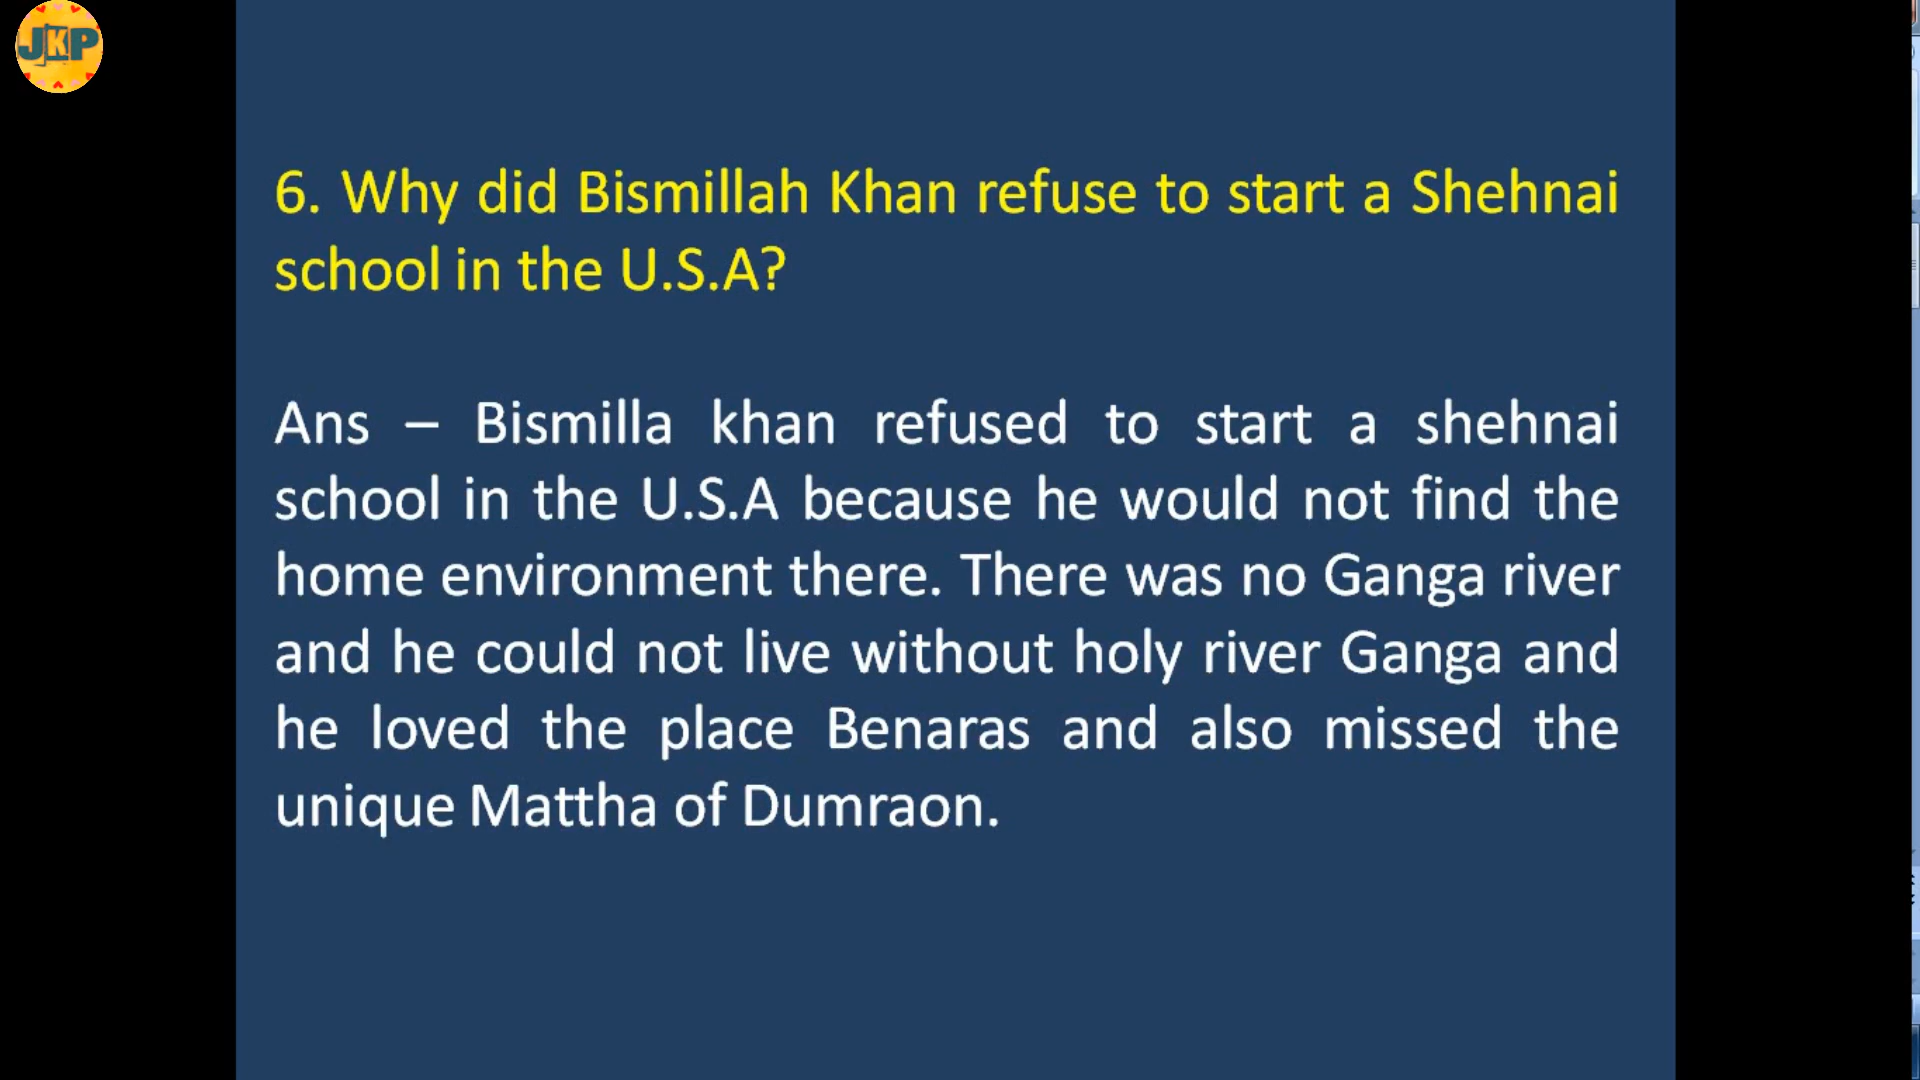 JKP
6. Why did Bismillah Khan refuse to start a Shehnai
school in the U.S.A?
Ans – Bismilla khan refused to start a shehnai
school in the U.S.A because he would not find the
home environment there. There was no Ganga river
and he could not live without holy river Ganga and
he loved the place Benaras and also missed the
unique Mattha of Dumraon.